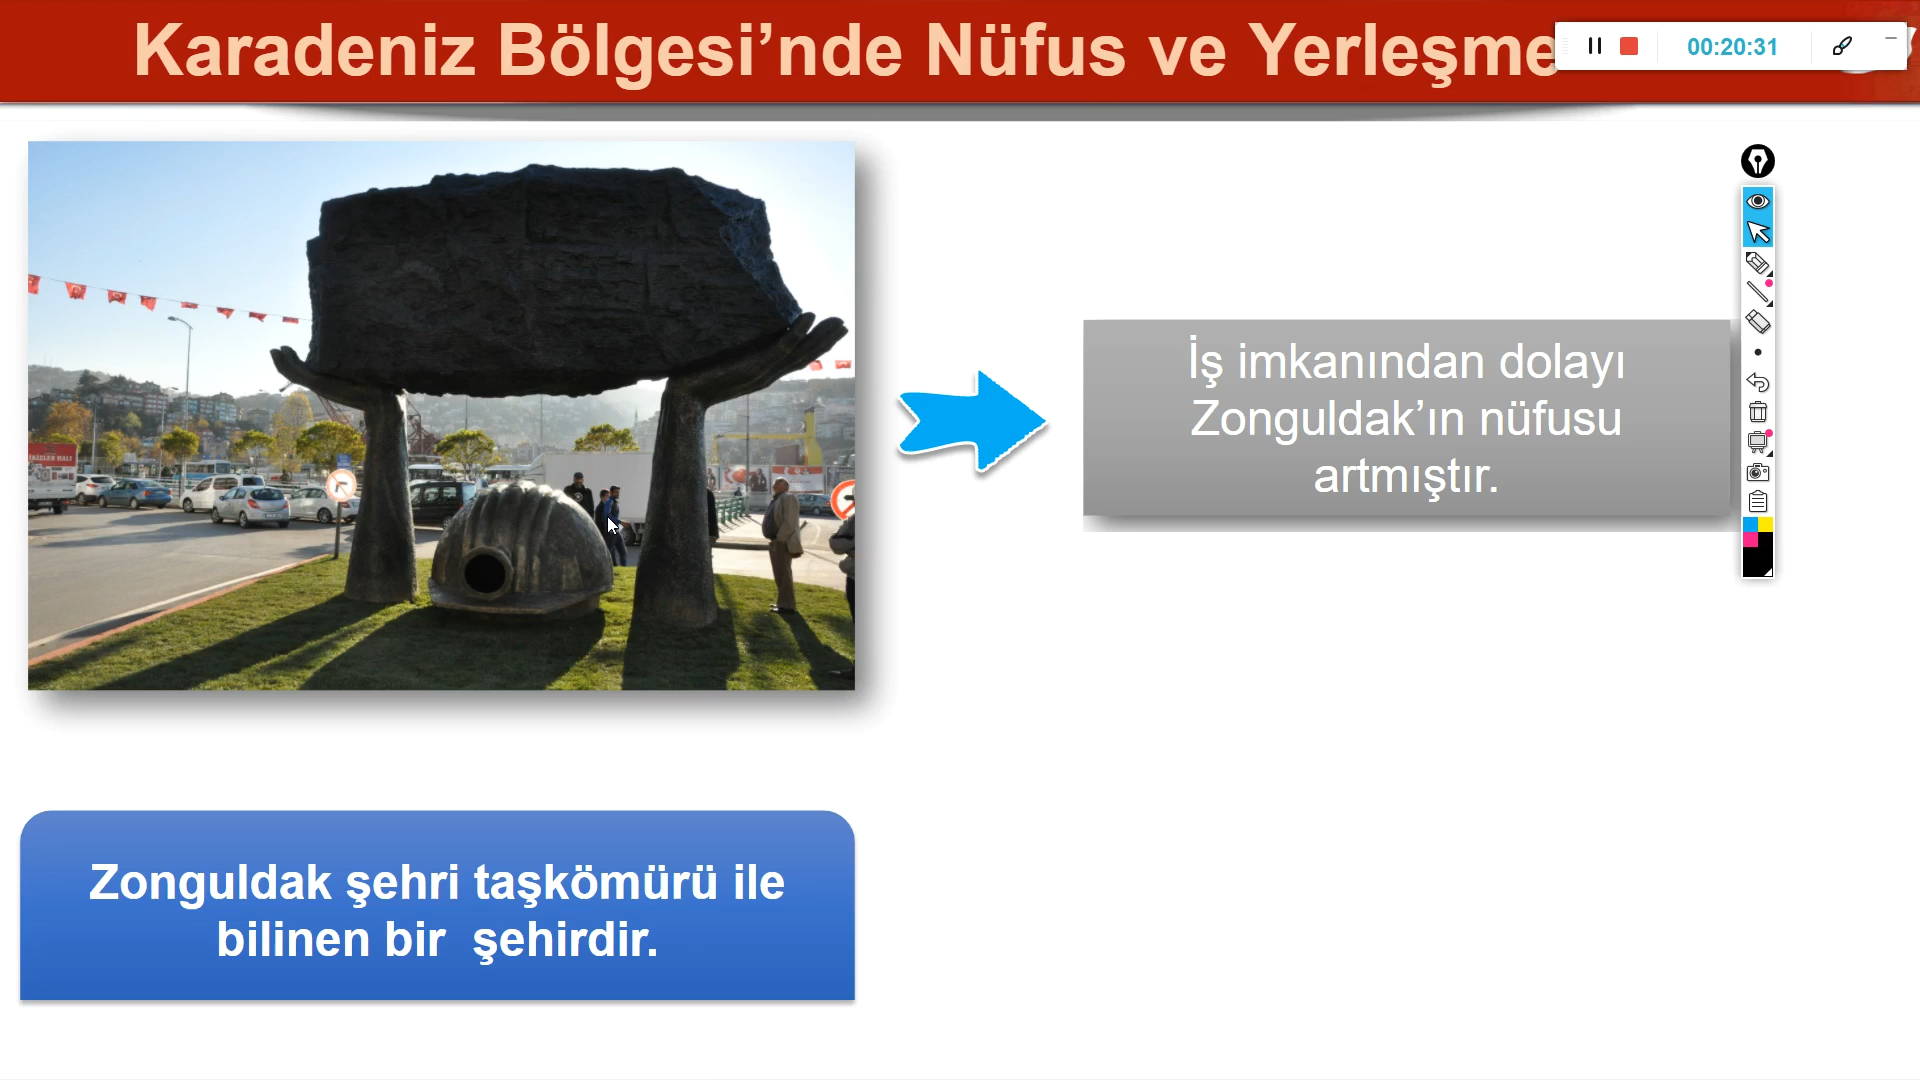 Karadeniz Bölgesi’nde Nüfus ve Yerleşme
00:20:31
İş imkanından dolayı
Zonguldak’ın nüfusu
artmıştır.
Zonguldak şehri taşkömürü ile
bilinen bir  şehirdir.